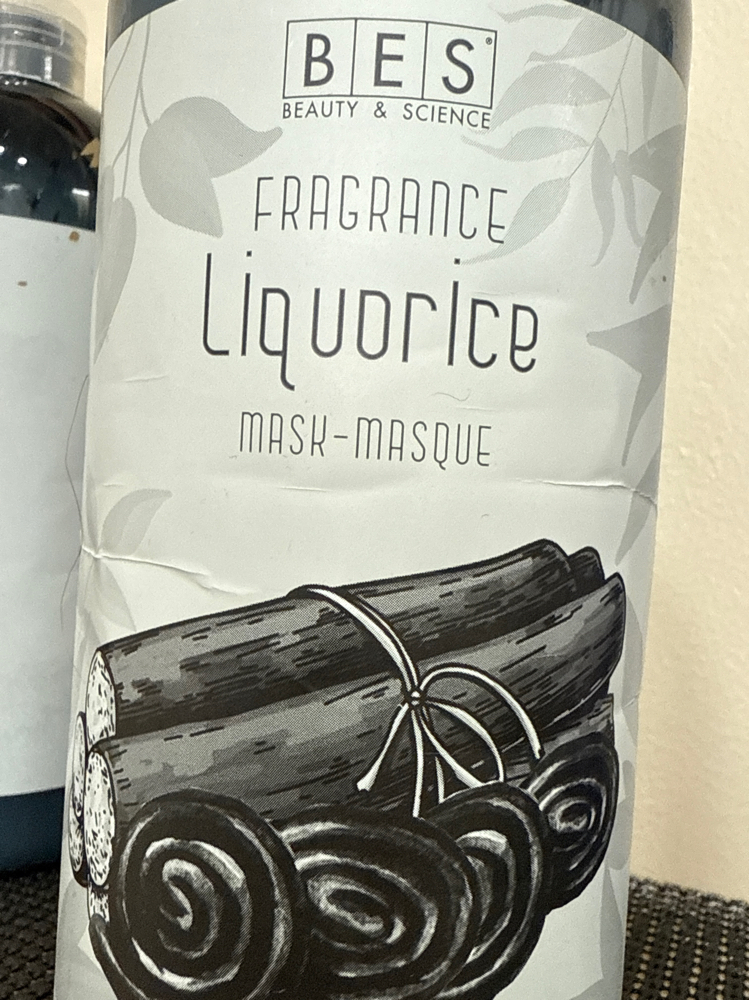 BES®
BEAUTY & SCIENCE
FRAGRANCE
Liquorice
MASK-MASQUE